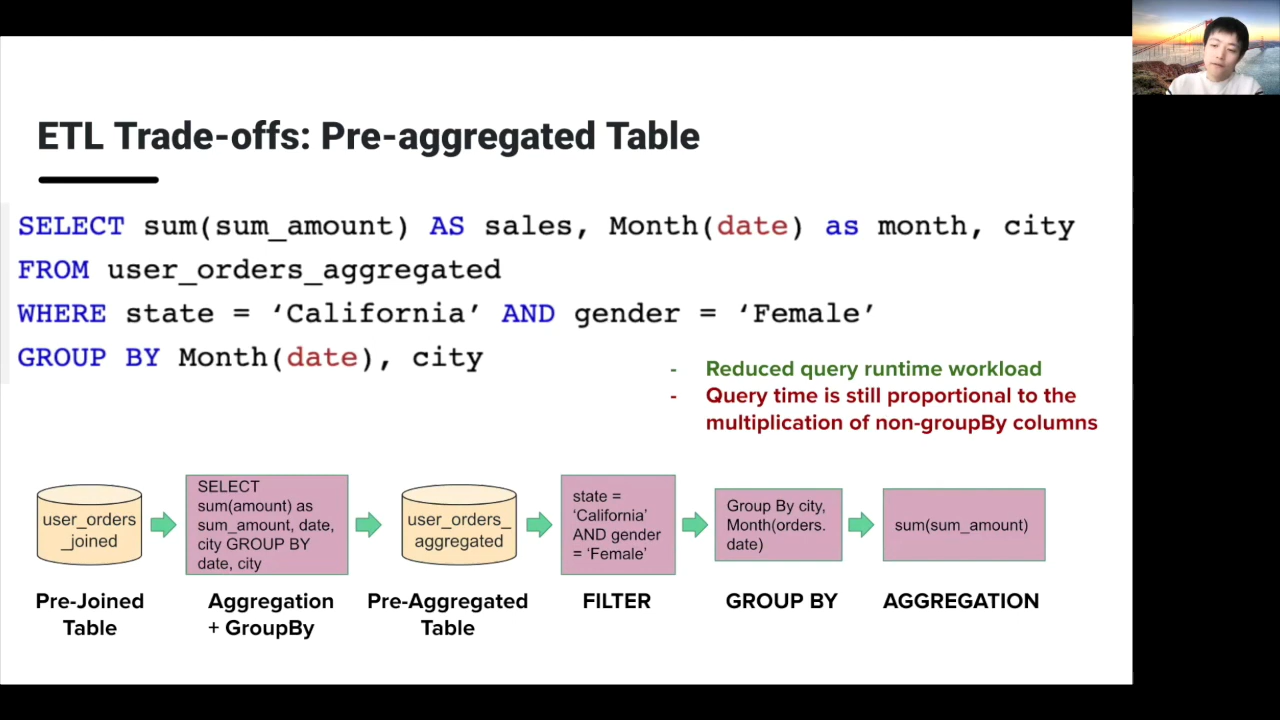 ETL Trade-offs: Pre-aggregated Table
SELECT sum(sum_amount) AS sales, Month(date) as month, city
FROM user_orders_aggregated
WHERE state = ‘California’ AND gender = ‘Female’
GROUP BY Month(date), city
- Reduced query runtime workload
- Query time is still proportional to the
multiplication of non-groupBy columns
user_orders
_joined
SELECT
sum(amount) as
sum_amount, date,
city GROUP BY
date, city
user_orders_
aggregated
state =
‘California’
AND gender
= ‘Female’
Group By city,
Month(orders.
date)
sum(sum_amount)
Pre-Joined
Table
Aggregation
+ GroupBy
Pre-Aggregated
Table
FILTER
GROUP BY
AGGREGATION